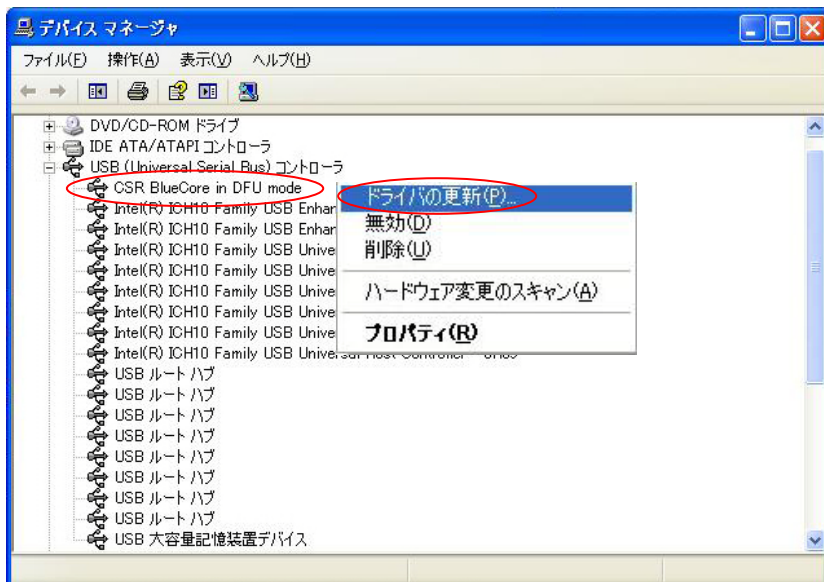 デバイス マネージャ
ファイル(F) 操作(A) 表示(V) ヘルプ(H)
DVD/CD-ROM ドライブ
IDE ATA/ATAPI コントローラ
USB (Universal Serial Bus) コントローラ
CSR BlueCore in DFU mode
Intel(R) ICH10 Family USB Enhar
Intel(R) ICH10 Family USB Enhar
Intel(R) ICH10 Family USB Unive
Intel(R) ICH10 Family USB Unive
Intel(R) ICH10 Family USB Unive
Intel(R) ICH10 Family USB Unive
Intel(R) ICH10 Family USB Unive
Intel(R) ICH10 Family USB Universal Host Controller
USB ルート ハブ
USB ルート ハブ
USB ルート ハブ
USB ルート ハブ
USB ルート ハブ
USB ルート ハブ
USB ルート ハブ
USB ルート ハブ
USB 大容量記憶装置デバイス
ドライバの更新(P)...
無効(D)
削除(U)
ハードウェア変更のスキャン(A)
プロパティ(R)